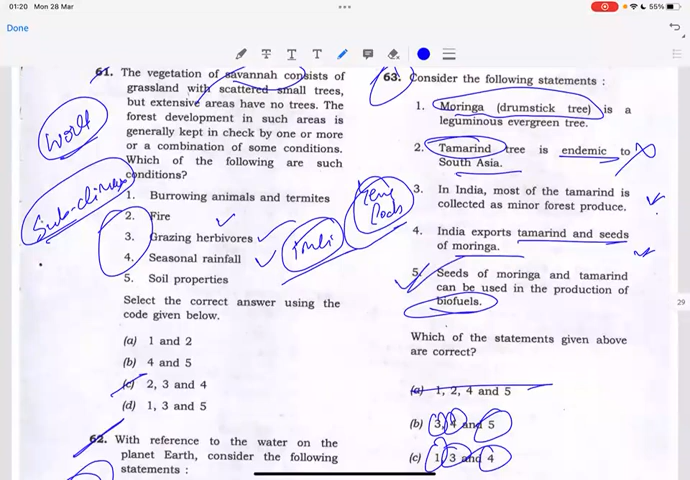 01:20 Mon 28 Mar
55%
Done
61. The vegetation of savannah consists of
grassland with scattered small trees,
but extensive areas have no trees. The
forest development in such areas is
generally kept in check by one or more
or a combination of some conditions.
Which of the following are such
conditions?
1. Burrowing animals and termites
2. Fire
3. Grazing herbivores
4. Seasonal rainfall
5. Soil properties
Select the correct answer using the
code given below.
(a) 1 and 2
(b) 4 and 5
(c) 2, 3 and 4
(d) 1, 3 and 5
62. With reference to the water on the
planet Earth, consider the following
statements :
63. Consider the following statements :
1. Moringa (drumstick tree) is a
leguminous evergreen tree.
2. Tamarind tree is endemic to
South Asia.
3. In India, most of the tamarind is
collected as minor forest produce.
4. India exports tamarind and seeds
of moringa.
5. Seeds of moringa and tamarind
can be used in the production of
biofuels.
Which of the statements given above
are correct?
(a) 1, 2, 4 and 5
(b) 3, 4 and 5
(c) 1, 3 and 4
29